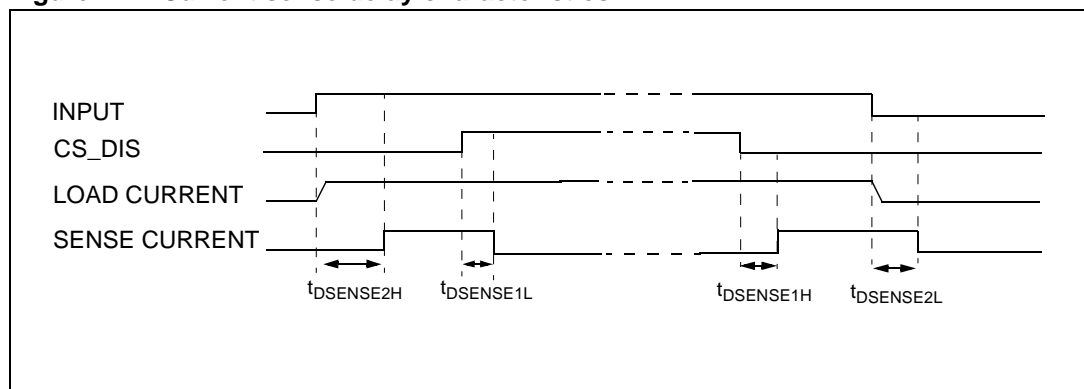 INPUT
CS_DIS
LOAD CURRENT
SENSE CURRENT
tDSENSE2H
tDSENSE1L
tDSENSE1H
tDSENSE2L